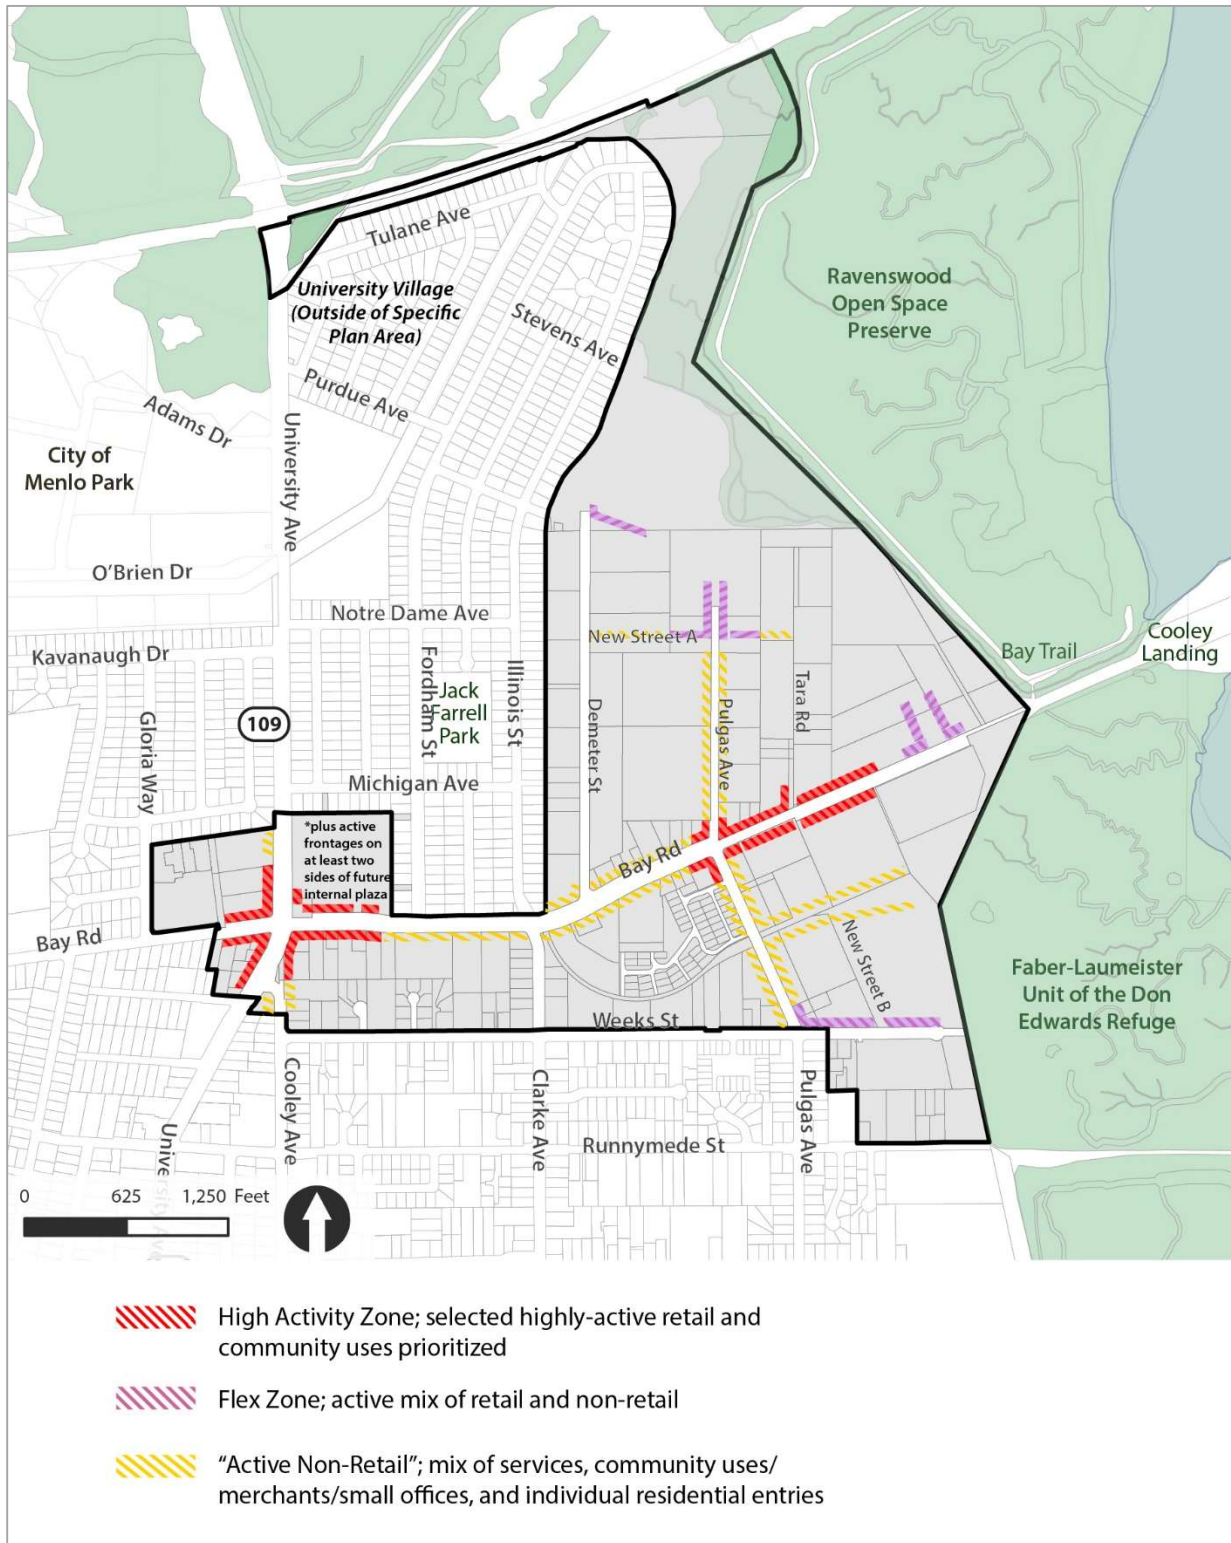 Tulane Ave
University Village
(Outside of Specific
Plan Area)
Stevens Ave
Purdue Ave
Ravenswood
Open Space
Preserve
Adams Dr
University Ave
City of
Menlo Park
O'Brien Dr
Notre Dame Ave
New Street A
Kavanaugh Dr
Bay Trail
Cooley
Landing
Gloria Way
109
Fordham St
Jack
Farrell
Park
Illinois St
Demeter St
Pulgas Ave
Tara Rd
Michigan Ave
*plus active
frontages on
at least two
sides of future
internal plaza
Bay Rd
Bay Rd
New Street B
Faber-Laumeister
Unit of the Don
Edwards Refuge
Weeks St
Cooley Ave
Clarke Ave
Pulgas Ave
University Ave
Runnymede St
0 625 1,250 Feet
High Activity Zone; selected highly-active retail and
community uses prioritized
Flex Zone; active mix of retail and non-retail
“Active Non-Retail”; mix of services, community uses/
merchants/small offices, and individual residential entries